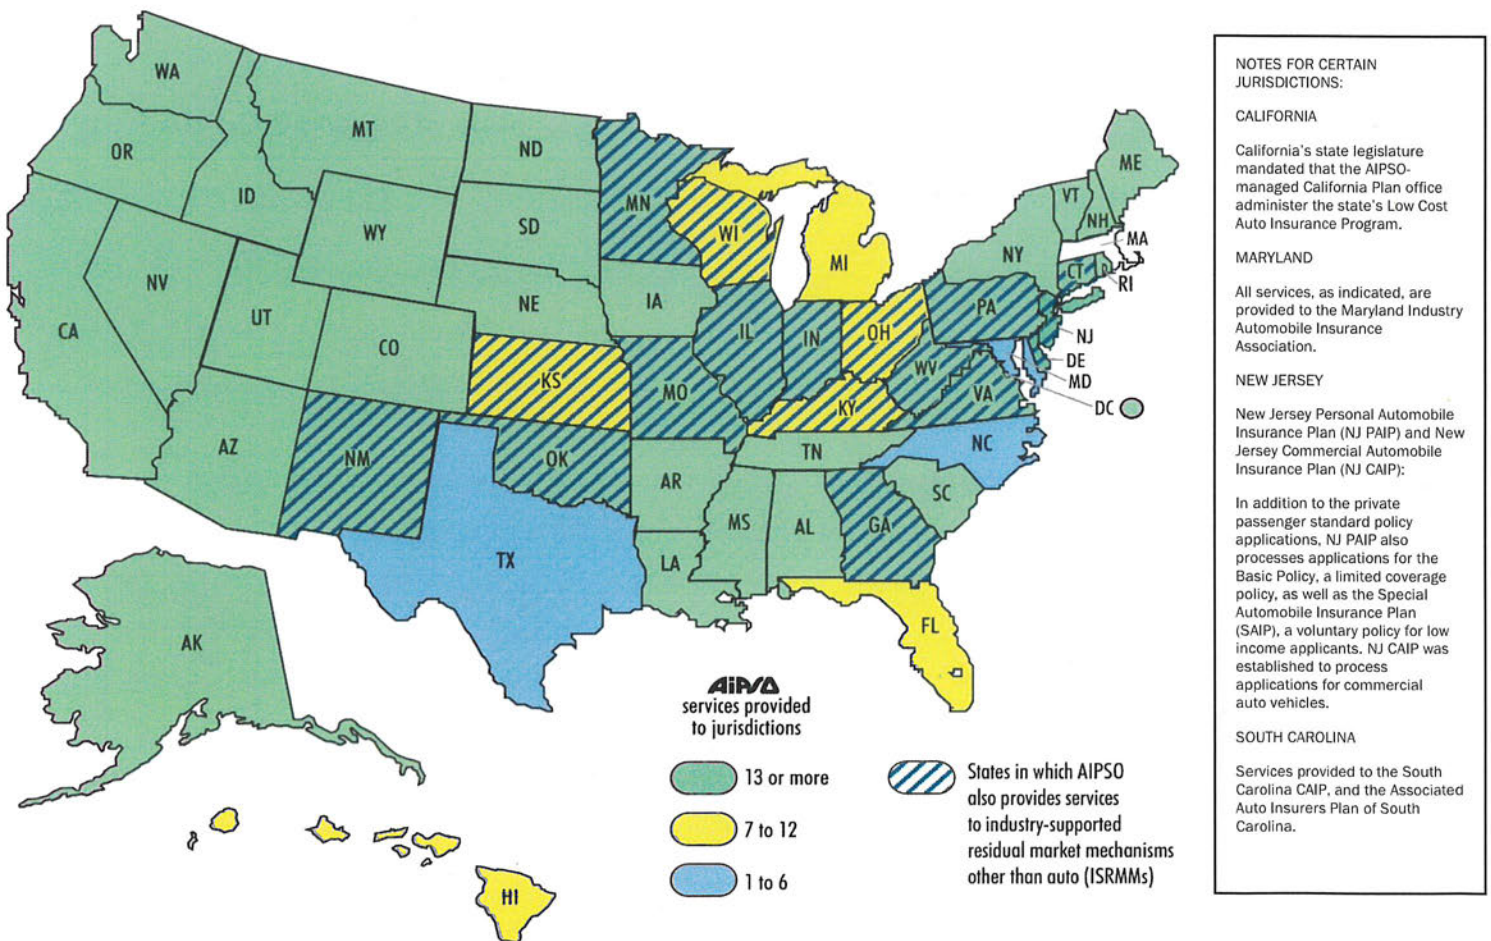 WA
MT
ND
OR
ID
MN
ME
VT
NH
SD
WY
WI
NY
MA
MI
CT
RI
NV
NE
IA
PA
CA
UT
CO
IL
IN
OH
NJ
DE
MD
WV
VA
DC
KS
MO
KY
AZ
NM
OK
TN
NC
AR
SC
MS
AL
GA
TX
LA
FL
AK
HI
AIPSO
services provided
to jurisdictions
13 or more
7 to 12
1 to 6
States in which AIPSO
also provides services
to industry-supported
residual market mechanisms
other than auto (ISRMMs)
NOTES FOR CERTAIN
JURISDICTIONS:
CALIFORNIA
California's state legislature
mandated that the AIPSO-
managed California Plan office
administer the state's Low Cost
Auto Insurance Program.
MARYLAND
All services, as indicated, are
provided to the Maryland Industry
Automobile Insurance
Association.
NEW JERSEY
New Jersey Personal Automobile
Insurance Plan (NJ PAIP) and New
Jersey Commercial Automobile
Insurance Plan (NJ CAIP):
In addition to the private
passenger standard policy
applications, NJ PAIP also
processes applications for the
Basic Policy, a limited coverage
policy, as well as the Special
Automobile Insurance Plan
(SAIP), a voluntary policy for low
income applicants. NJ CAIP was
established to process
applications for commercial
auto vehicles.
SOUTH CAROLINA
Services provided to the South
Carolina CAIP, and the Associated
Auto Insurers Plan of South
Carolina.